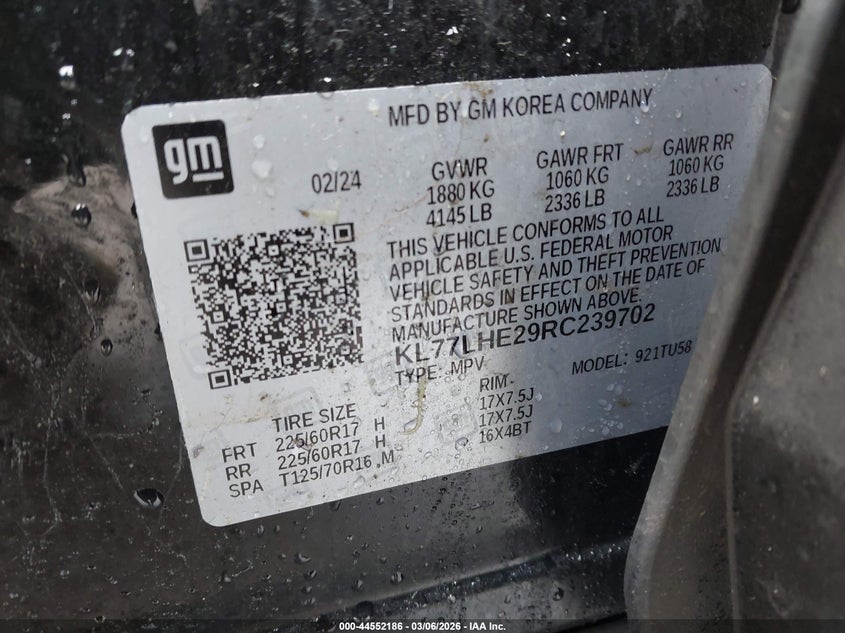 MFD BY GM KOREA COMPANY
gm
02/24
GVWR GAWR FRT GAWR RR
1880 KG 1060 KG 1060 KG
4145 LB 2336 LB 2336 LB
THIS VEHICLE CONFORMS TO ALL
APPLICABLE U.S. FEDERAL MOTOR
VEHICLE SAFETY AND THEFT PREVENTION
STANDARDS IN EFFECT ON THE DATE OF
MANUFACTURE SHOWN ABOVE.
KL77LHE29RC239702
TYPE: MPV MODEL: 921TU58
TIRE SIZE RIM
FRT 225/60R17 H 17X7.5J
RR 225/60R17 H 17X7.5J
SPA T125/70R16 M 16X4BT
000-44552186 - 03/06/2026 - IAA Inc.